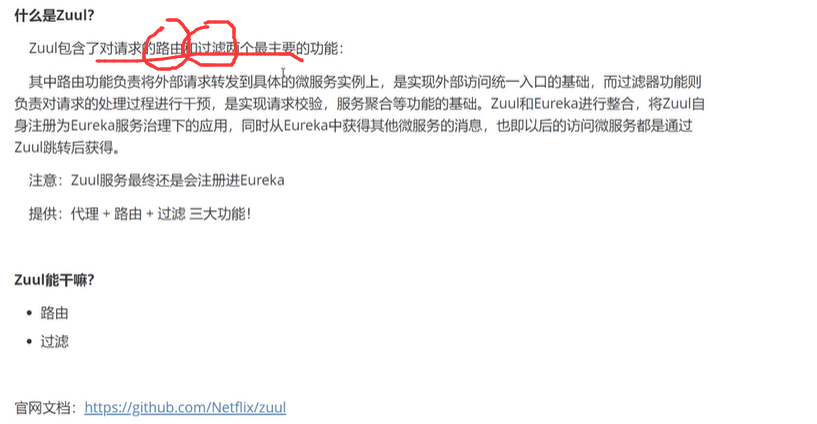 什么是Zuul?
Zuul包含了对请求的路由和过滤两个最主要的功能：
其中路由功能负责将外部请求转发到具体的微服务实例上，是实现外部访问统一入口的基础，而过滤器功能则
负责对请求的处理过程进行干预，是实现请求校验，服务聚合等功能的基础。Zuul和Eureka进行整合，将Zuul自
身注册为Eureka服务治理下的应用，同时从Eureka中获得其他微服务的消息，也即以后的访问微服务都是通过
Zuul跳转后获得。
注意：Zuul服务最终还是会注册进Eureka
提供：代理 + 路由 + 过滤 三大功能！
Zuul能干嘛?
• 路由
• 过滤
官网文档：https://github.com/Netflix/zuul